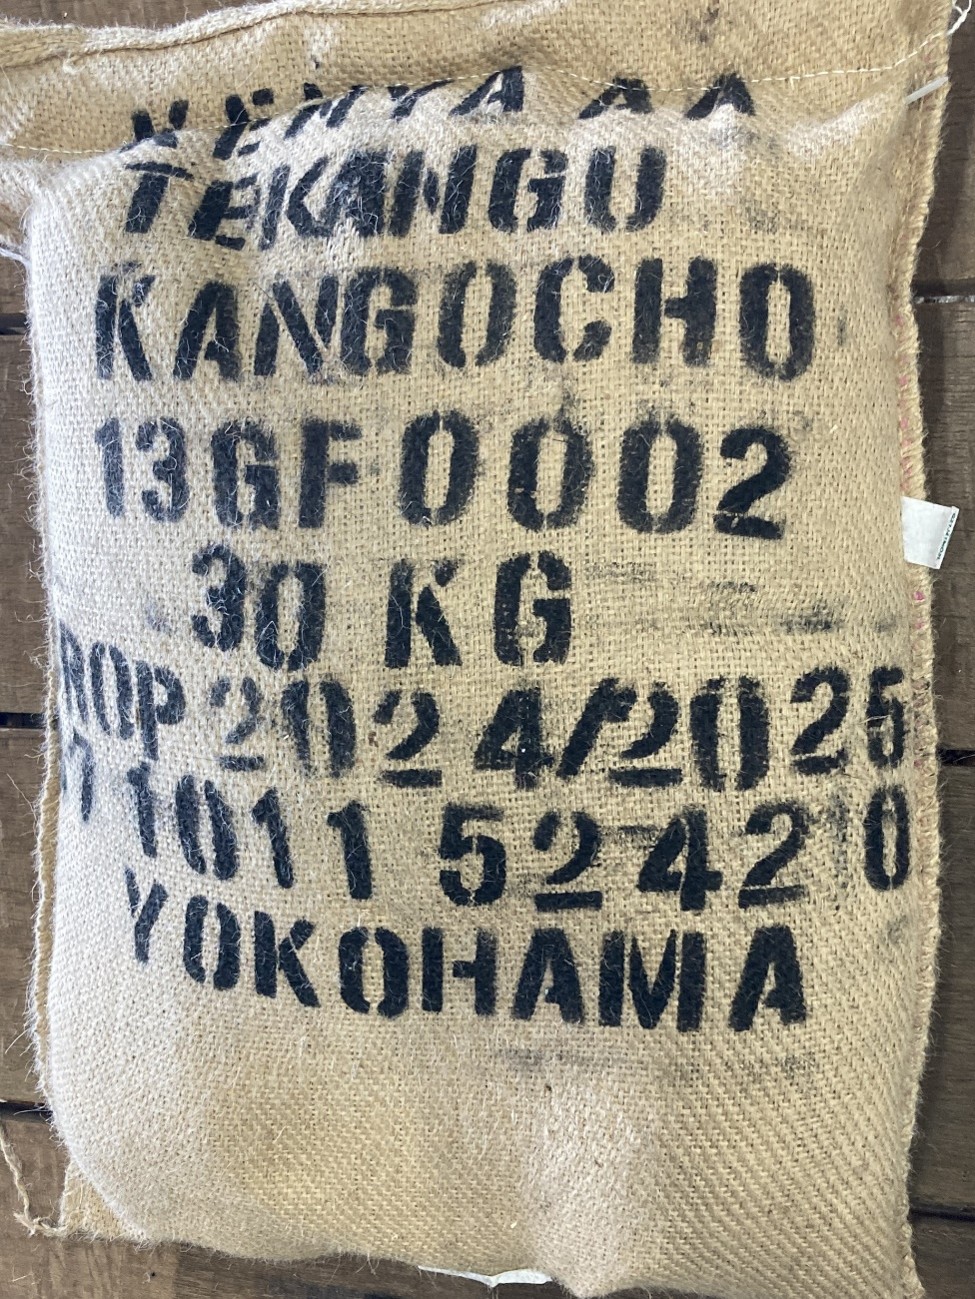 KENYA AA
TEKANGU
KANGOCHO
13GF0002
30 KG
ROP 2024/2025
1011 52420
YOKOHAMA